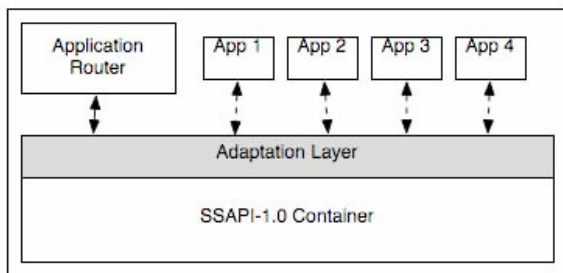 Application
Router
App 1
App 2
App 3
App 4
Adaptation Layer
SSAPI-1.0 Container